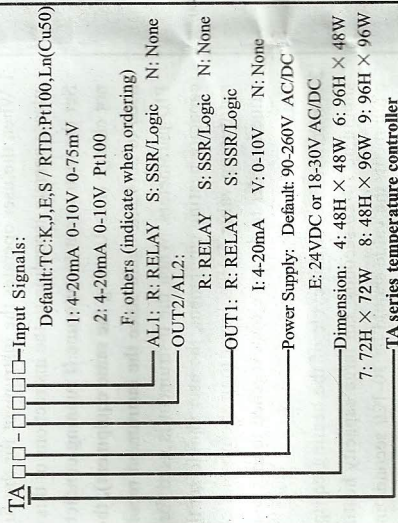 TA □ □ - □ □ □ □ Input Signals:
Default:TC:K,J,E,S / RTD:Pt100,Ln(Cu50)
1: 4-20mA 0-10V 0-75mV
2: 4-20mA 0-10V Pt100
F: others (indicate when ordering)
AL1: R: RELAY S: SSR/Logic N: None
OUT2/AL2:
R: RELAY S: SSR/Logic N: None
OUT1: R: RELAY S: SSR/Logic
I: 4-20mA V: 0-10V N: None
Power Supply: Default: 90-260V AC/DC
E: 24VDC or 18-30V AC/DC
Dimension: 4: 48H × 48W 6: 96H × 48W
7: 72H × 72W 8: 48H × 96W 9: 96H × 96W
TA series temperature controller